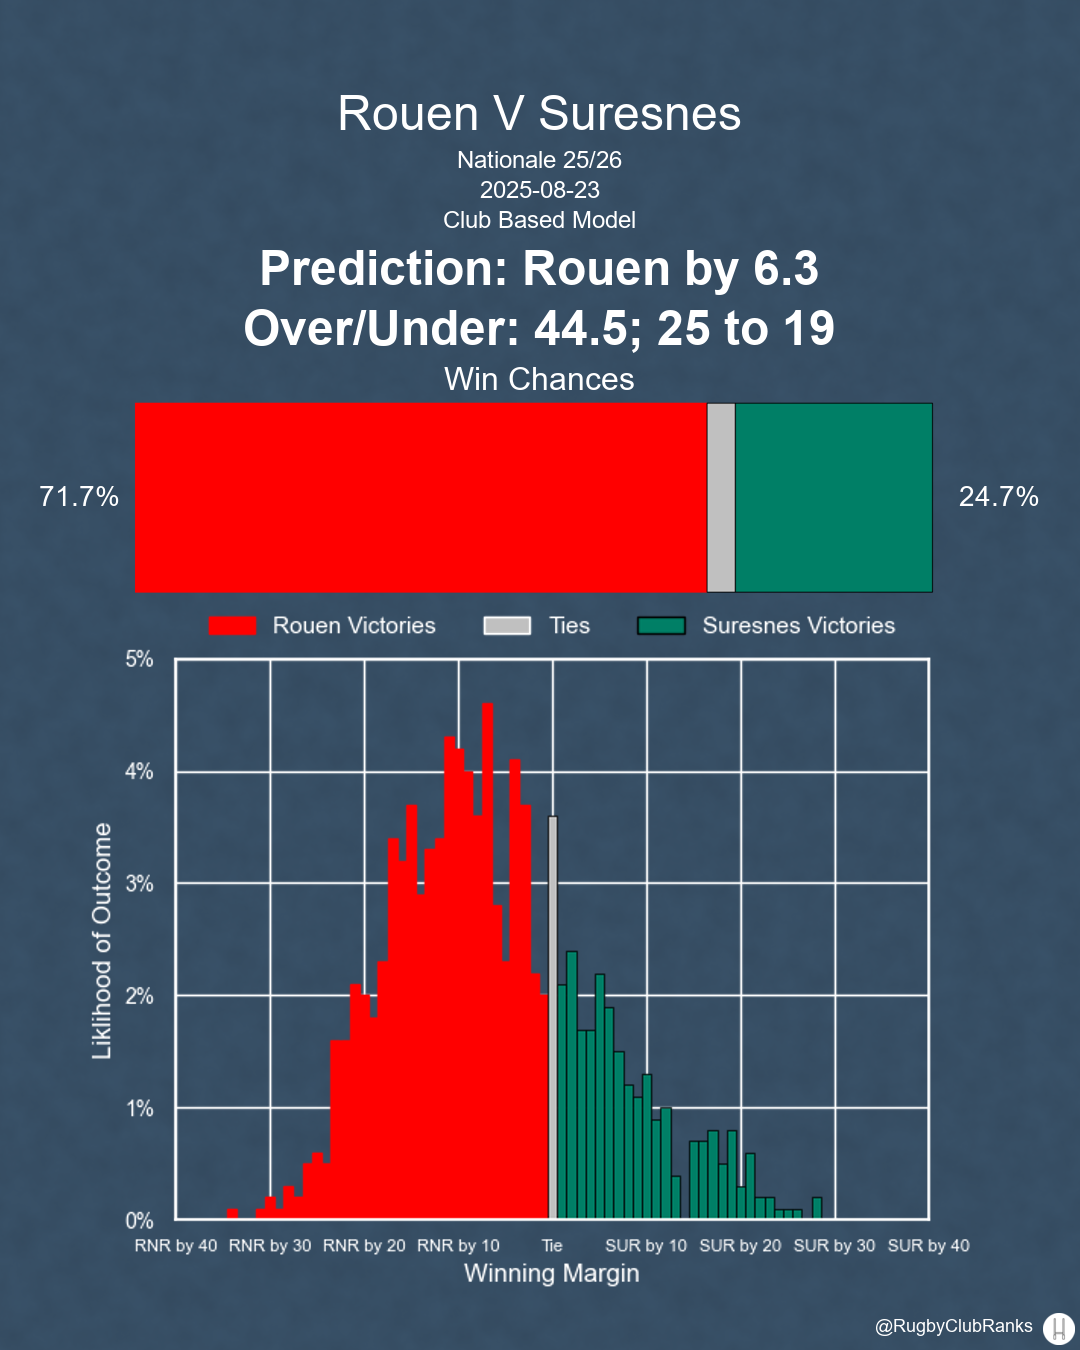 Rouen V Suresnes
Nationale 25/26
2025-08-23
Club Based Model
Prediction: Rouen by 6.3
Over/Under: 44.5; 25 to 19
Win Chances
71.7%
24.7%
Rouen Victories
Ties
Suresnes Victories
5%
4%
3%
2%
1%
0%
Liklihood of Outcome
RNR by 40
RNR by 30
RNR by 20
RNR by 10
Tie
SUR by 10
SUR by 20
SUR by 30
SUR by 40
Winning Margin
@RugbyClubRanks